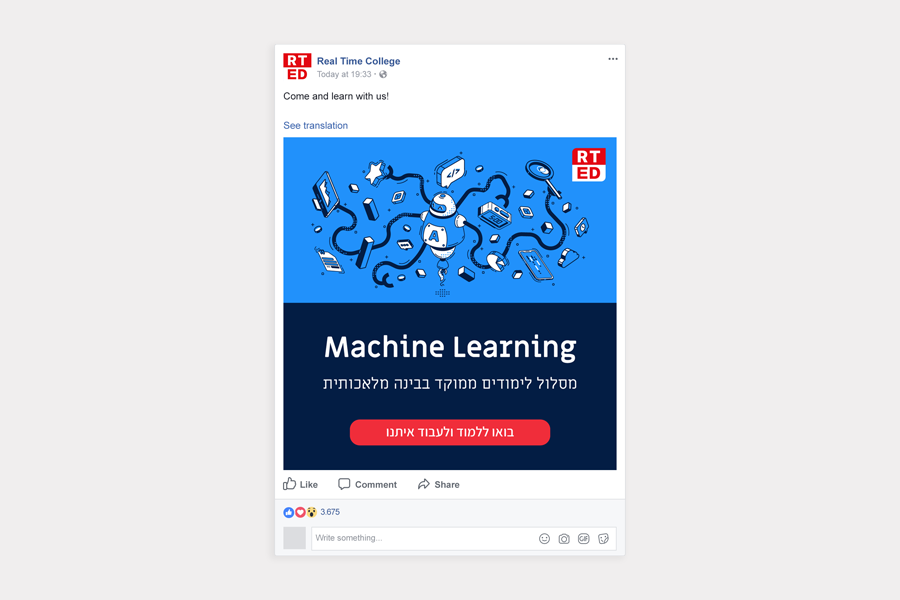 RT
ED
Real Time College
Today at 19:33
Come and learn with us!
See translation
RT
ED
</>
A
Machine Learning
מסלול לימודים ממוקד בבינה מלאכותית
בואו ללמוד ולעבוד איתנו
Like
Comment
Share
3.675
Write something...
GIF